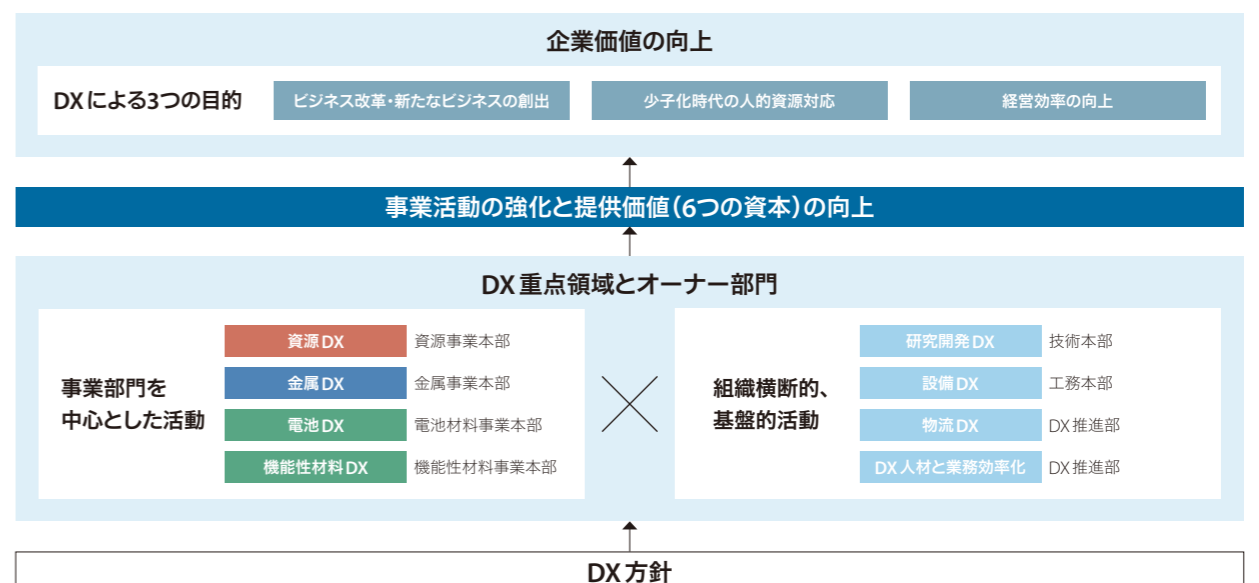 企業価値の向上
DXによる3つの目的
ビジネス改革・新たなビジネスの創出
少子化時代の人的資源対応
経営効率の向上
事業活動の強化と提供価値（6つの資本）の向上
DX重点領域とオーナー部門
事業部門を
中心とした活動
資源DX 資源事業本部
金属DX 金属事業本部
電池DX 電池材料事業本部
機能性材料DX 機能性材料事業本部
組織横断的、
基盤的活動
研究開発DX 技術本部
設備DX 工務本部
物流DX DX推進部
DX人材と業務効率化 DX推進部
DX方針